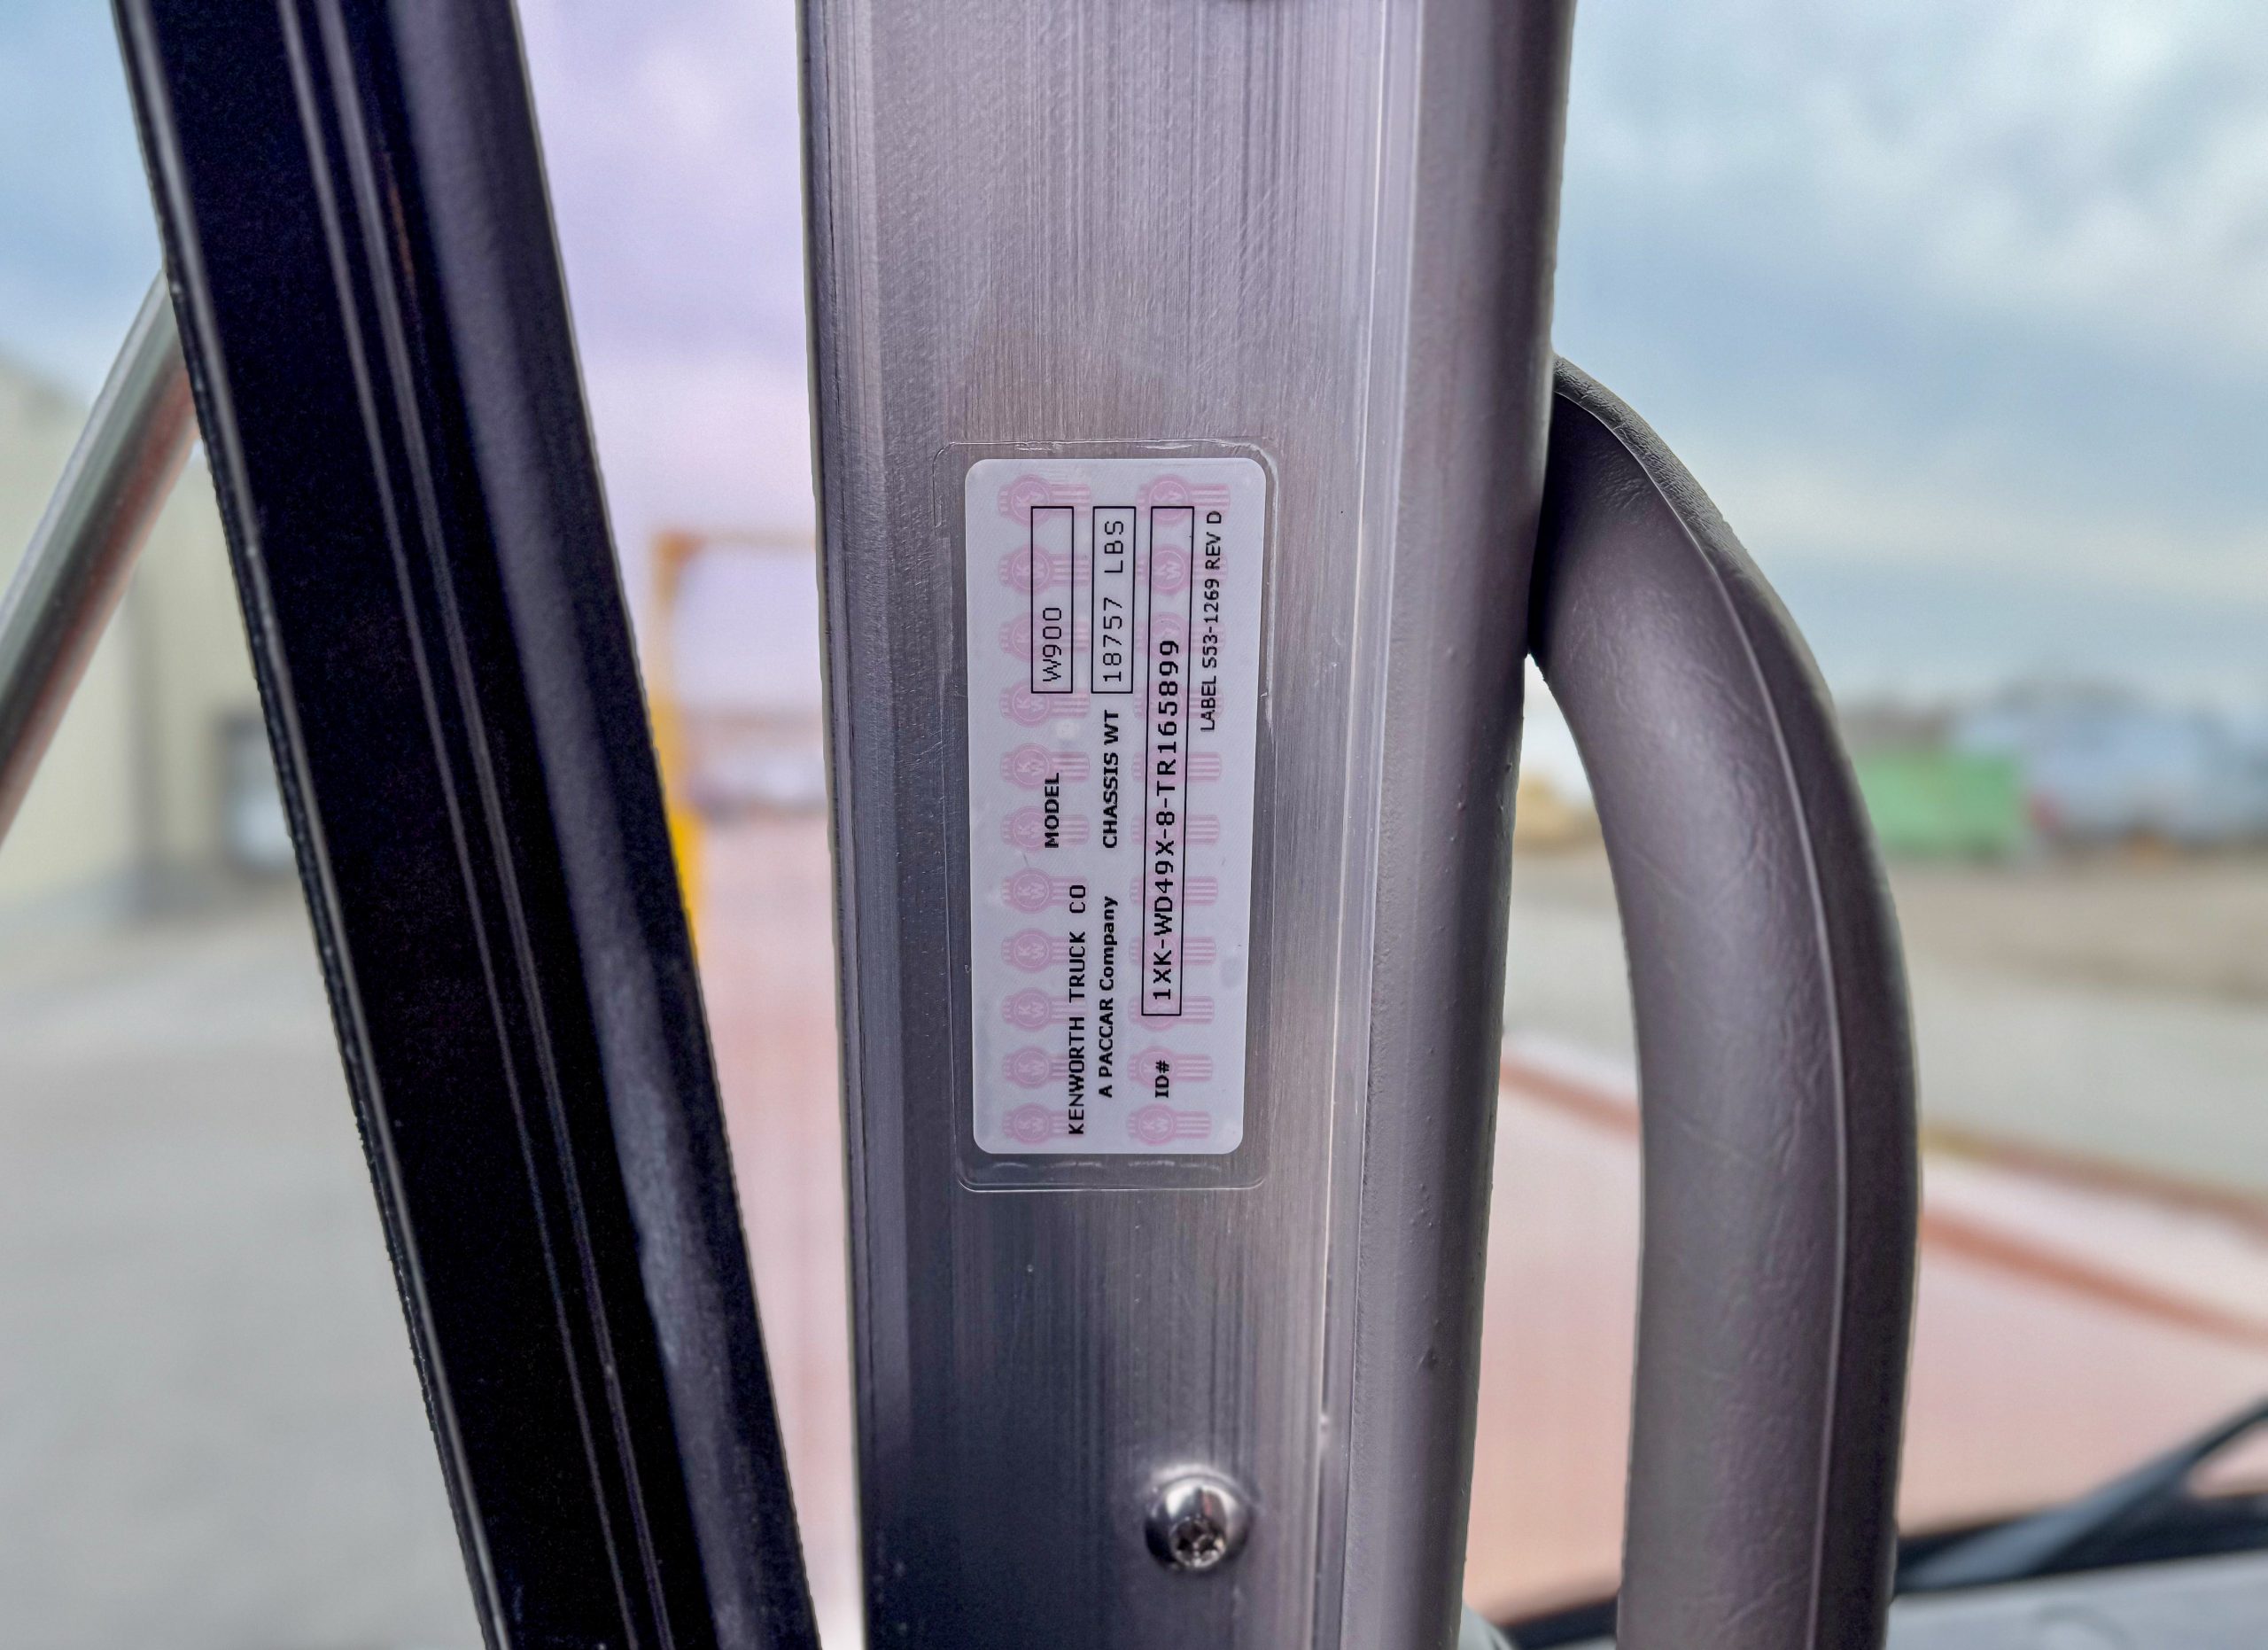 MODEL W900
KENWORTH TRUCK CO
A PACCAR Company CHASSIS WT 18757 LBS
ID# 1XK-WD49X-8-TR165899
LABEL S53-1269 REV D